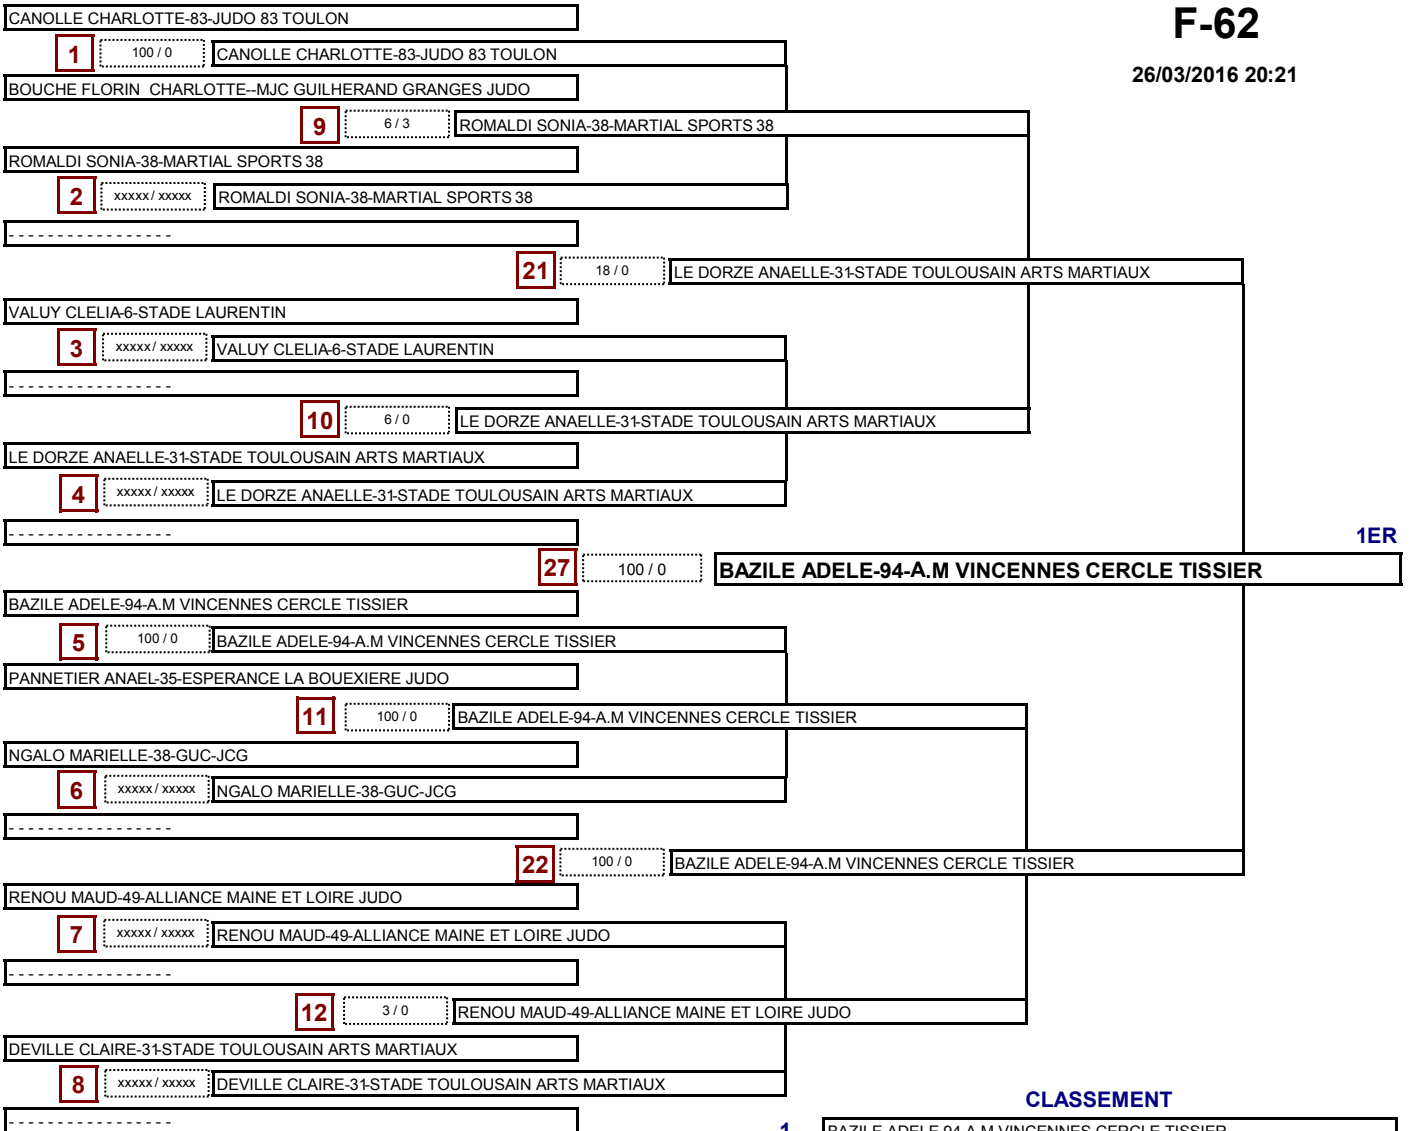 CANOLLE CHARLOTTE-83-JUDO 83 TOULON
F-62
1 100 / 0 CANOLLE CHARLOTTE-83-JUDO 83 TOULON
26/03/2016 20:21
BOUCHE FLORIN CHARLOTTE--MJC GUILHERAND GRANGES JUDO
9 6 / 3 ROMALDI SONIA-38-MARTIAL SPORTS 38
ROMALDI SONIA-38-MARTIAL SPORTS 38
2 xxxxx / xxxxx ROMALDI SONIA-38-MARTIAL SPORTS 38
- - - - - - - - - - - - - - - - -
21 18 / 0 LE DORZE ANAELLE-31-STADE TOULOUSAIN ARTS MARTIAUX
VALUY CLELIA-6-STADE LAURENTIN
3 xxxxx / xxxxx VALUY CLELIA-6-STADE LAURENTIN
- - - - - - - - - - - - - - - - -
10 6 / 0 LE DORZE ANAELLE-31-STADE TOULOUSAIN ARTS MARTIAUX
LE DORZE ANAELLE-31-STADE TOULOUSAIN ARTS MARTIAUX
4 xxxxx / xxxxx LE DORZE ANAELLE-31-STADE TOULOUSAIN ARTS MARTIAUX
- - - - - - - - - - - - - - - - -
1ER
27 100 / 0 BAZILE ADELE-94-A.M VINCENNES CERCLE TISSIER
BAZILE ADELE-94-A.M VINCENNES CERCLE TISSIER
5 100 / 0 BAZILE ADELE-94-A.M VINCENNES CERCLE TISSIER
PANNETIER ANAEL-35-ESPERANCE LA BOUEXIERE JUDO
11 100 / 0 BAZILE ADELE-94-A.M VINCENNES CERCLE TISSIER
NGALO MARIELLE-38-GUC-JCG
6 xxxxx / xxxxx NGALO MARIELLE-38-GUC-JCG
- - - - - - - - - - - - - - - - -
22 100 / 0 BAZILE ADELE-94-A.M VINCENNES CERCLE TISSIER
RENOU MAUD-49-ALLIANCE MAINE ET LOIRE JUDO
7 xxxxx / xxxxx RENOU MAUD-49-ALLIANCE MAINE ET LOIRE JUDO
- - - - - - - - - - - - - - - - -
12 3 / 0 RENOU MAUD-49-ALLIANCE MAINE ET LOIRE JUDO
DEVILLE CLAIRE-31-STADE TOULOUSAIN ARTS MARTIAUX
8 xxxxx / xxxxx DEVILLE CLAIRE-31-STADE TOULOUSAIN ARTS MARTIAUX
CLASSEMENT
- - - - - - - - - - - - - - - - -
1 BAZILE ADELE-94-A.M VINCENNES CERCLE TISSIER